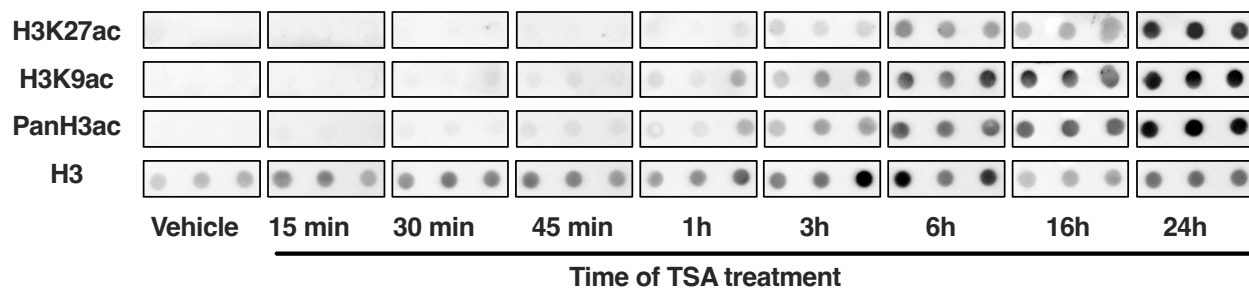 H3K27ac
H3K9ac
PanH3ac
H3
Vehicle 15 min 30 min 45 min 1h 3h 6h 16h 24h
Time of TSA treatment